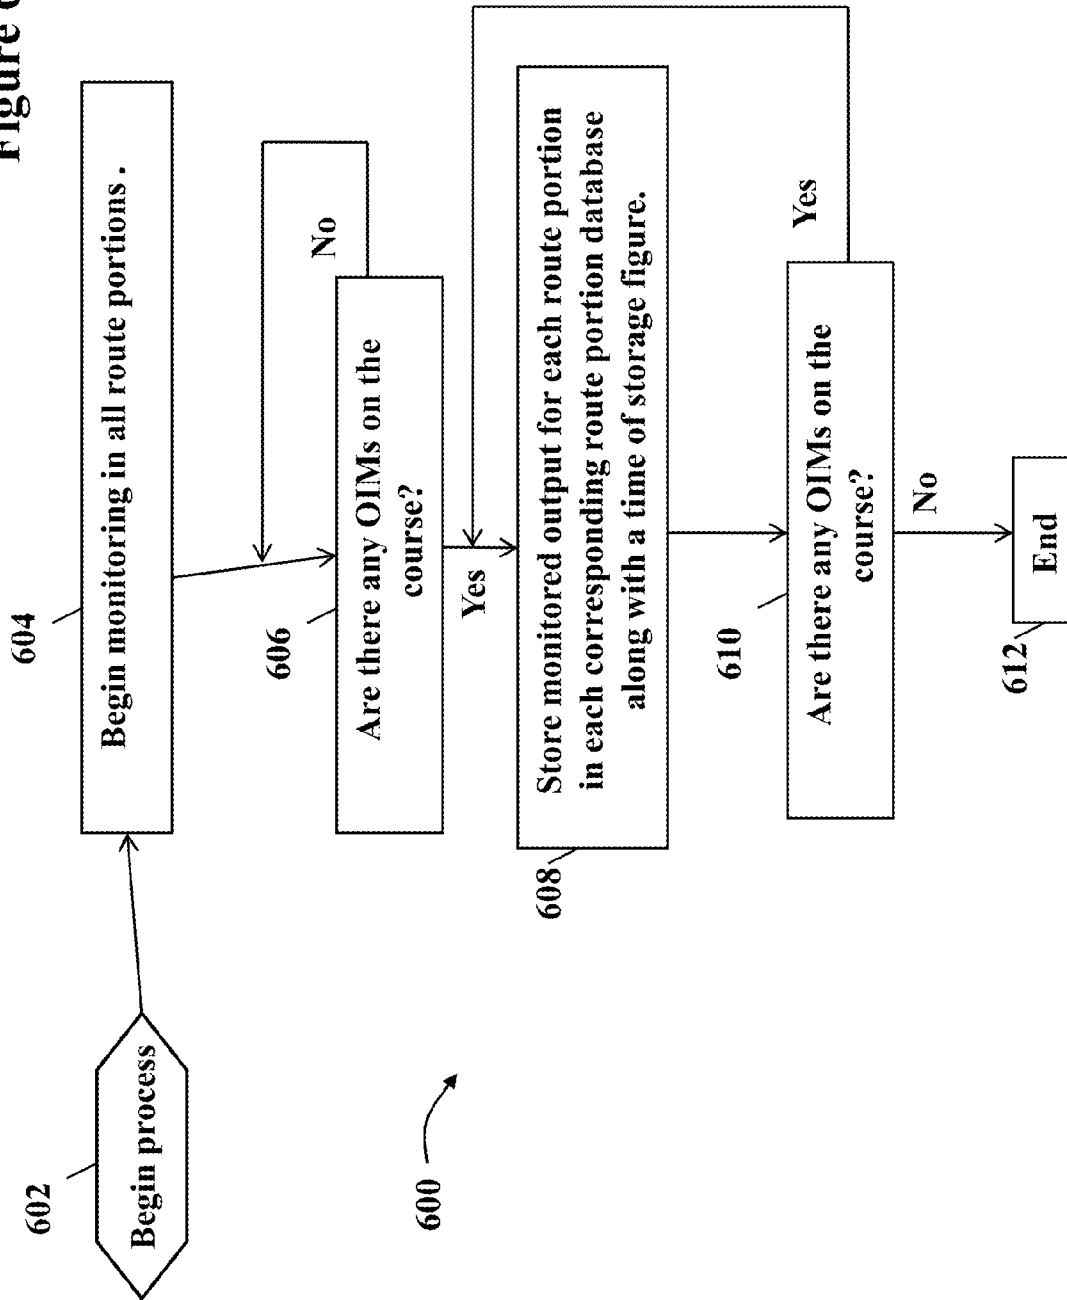 Figure
602
Begin process
604
Begin monitoring in all route portions.
606
Are there any OIMs on the
course?
No
Yes
608
Store monitored output for each route portion
in each corresponding route portion database
along with a time of storage figure.
610
Are there any OIMs on the
course?
Yes
No
612
End
600